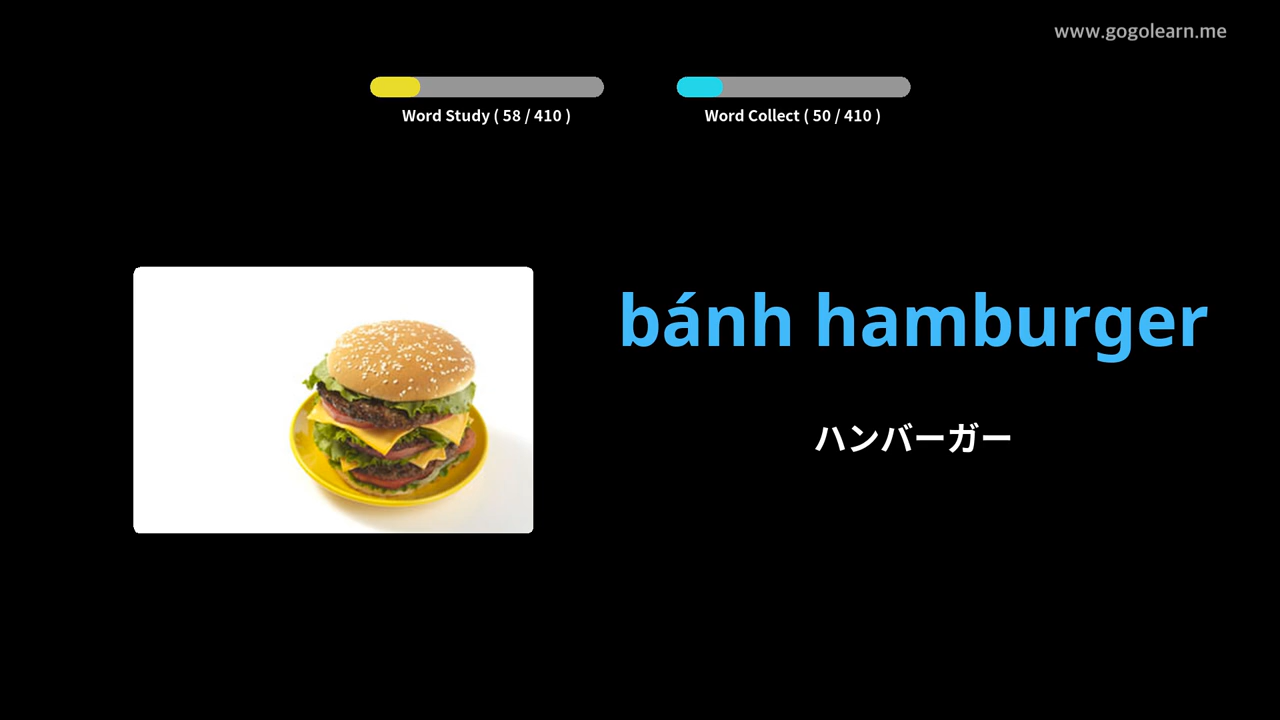 www.gogolearn.me
Word Study ( 58 / 410 )
Word Collect ( 50 / 410 )
bánh hamburger
ハンバーガー